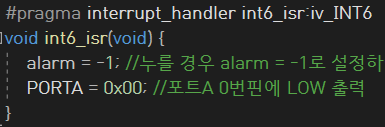 #pragma interrupt_handler int6_isr:iv_INT6
void int6_isr(void) {
alarm = -1; //누를 경우 alarm = -1로 설정하
PORTA = 0x00; //포트A 0번핀에 LOW 출력
}